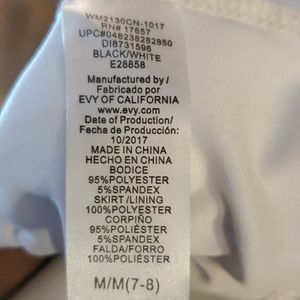 WM2130CN-1017
RN# 17657
UPC#048238282850
DI8731598
BLACK/WHITE
E28858
Manufactured by /
Fabricado por
EVY OF CALIFORNIA
www.evy.com
Date of Production/
Fecha de Producción:
10/2017
MADE IN CHINA
HECHO EN CHINA
BODICE
95%POLYESTER
5%SPANDEX
SKIRT /LINING
100%POLYESTER
CORPIÑO
95%POLIÉSTER
5%SPANDEX
FALDA/FORRO
100%POLIÉSTER
M/M(7-8)